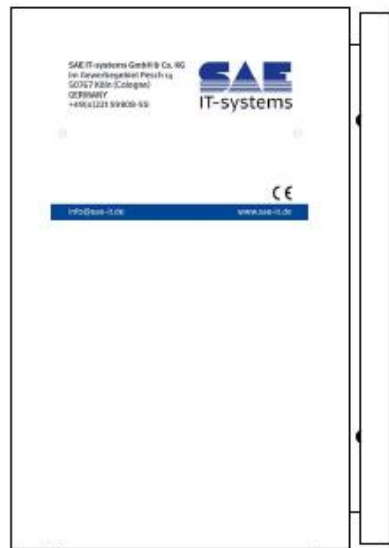 SAE IT-systems GmbH & Co. KG
Im Gewerbegebiet Pesch 14
50767 Köln (Cologne)
GERMANY
+49(0)221 59808-55
SAE
IT-systems
CE
info@sae-it.de
www.sae-it.de